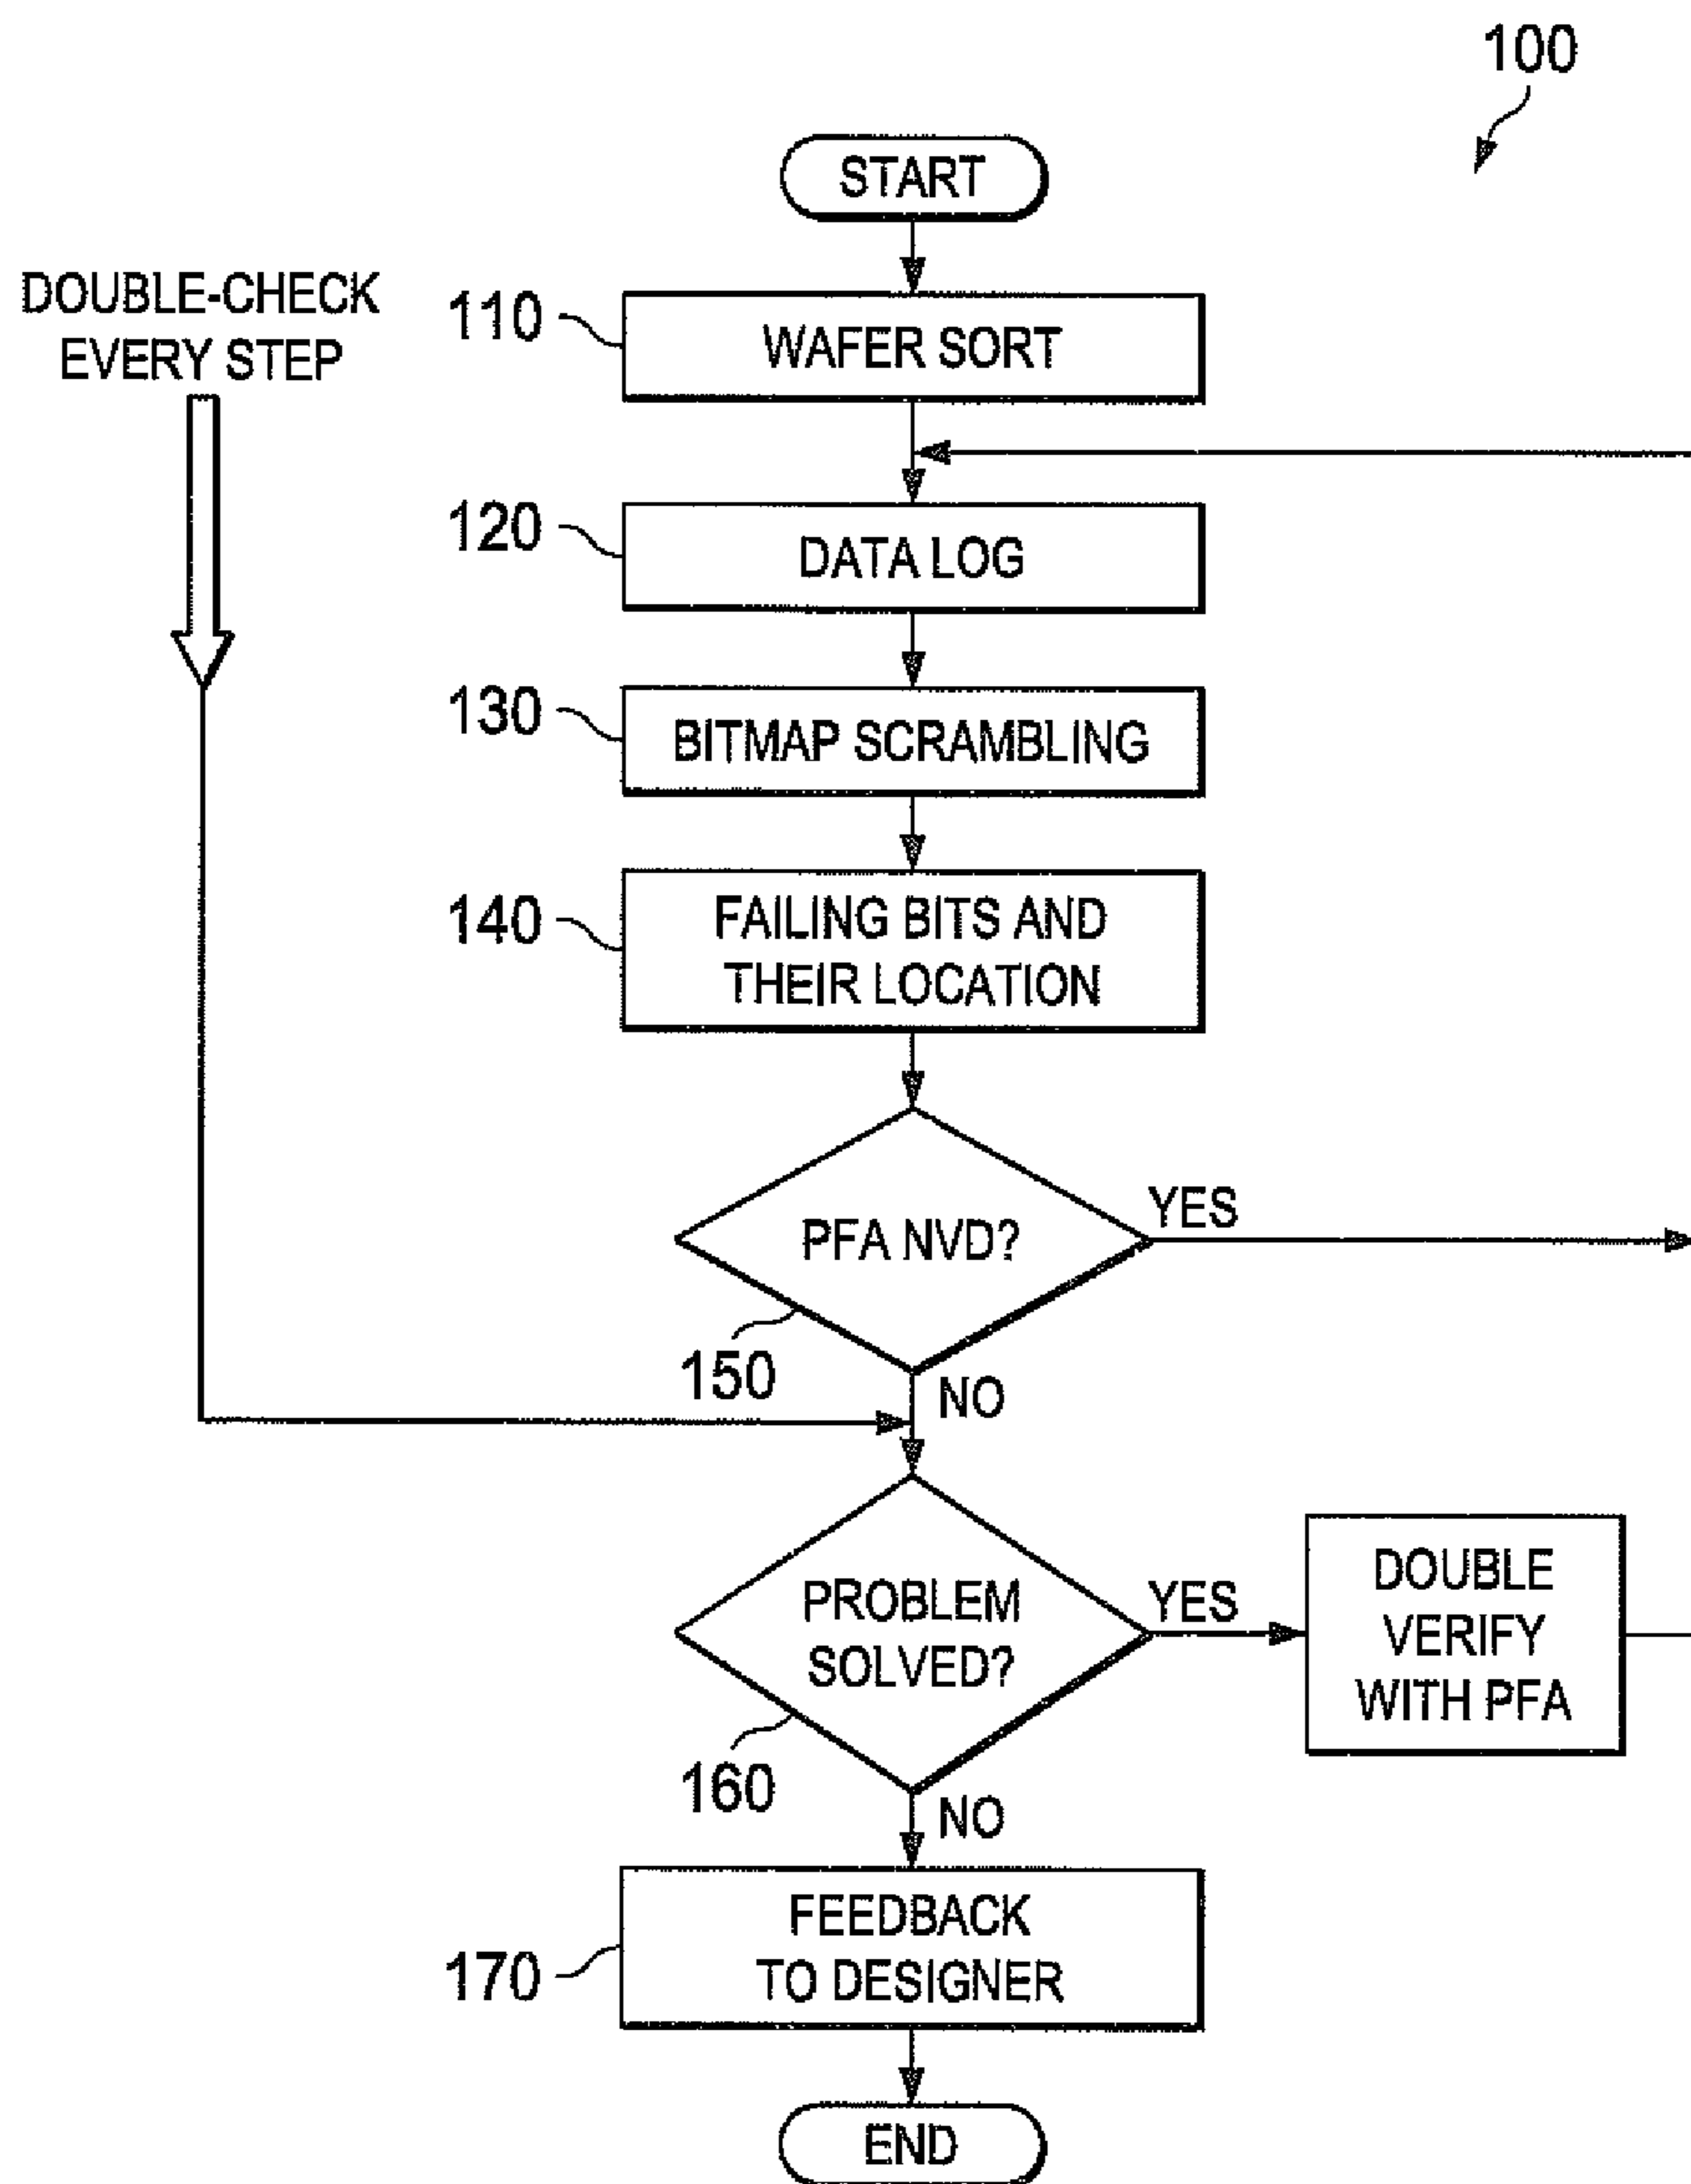 100
START
DOUBLE-CHECK
EVERY STEP
110
WAFER SORT
120
DATA LOG
130
BITMAP SCRAMBLING
140
FAILING BITS AND
THEIR LOCATION
PFA NVD?
YES
150
NO
PROBLEM
SOLVED?
YES
DOUBLE
VERIFY
WITH PFA
160
NO
170
FEEDBACK
TO DESIGNER
END